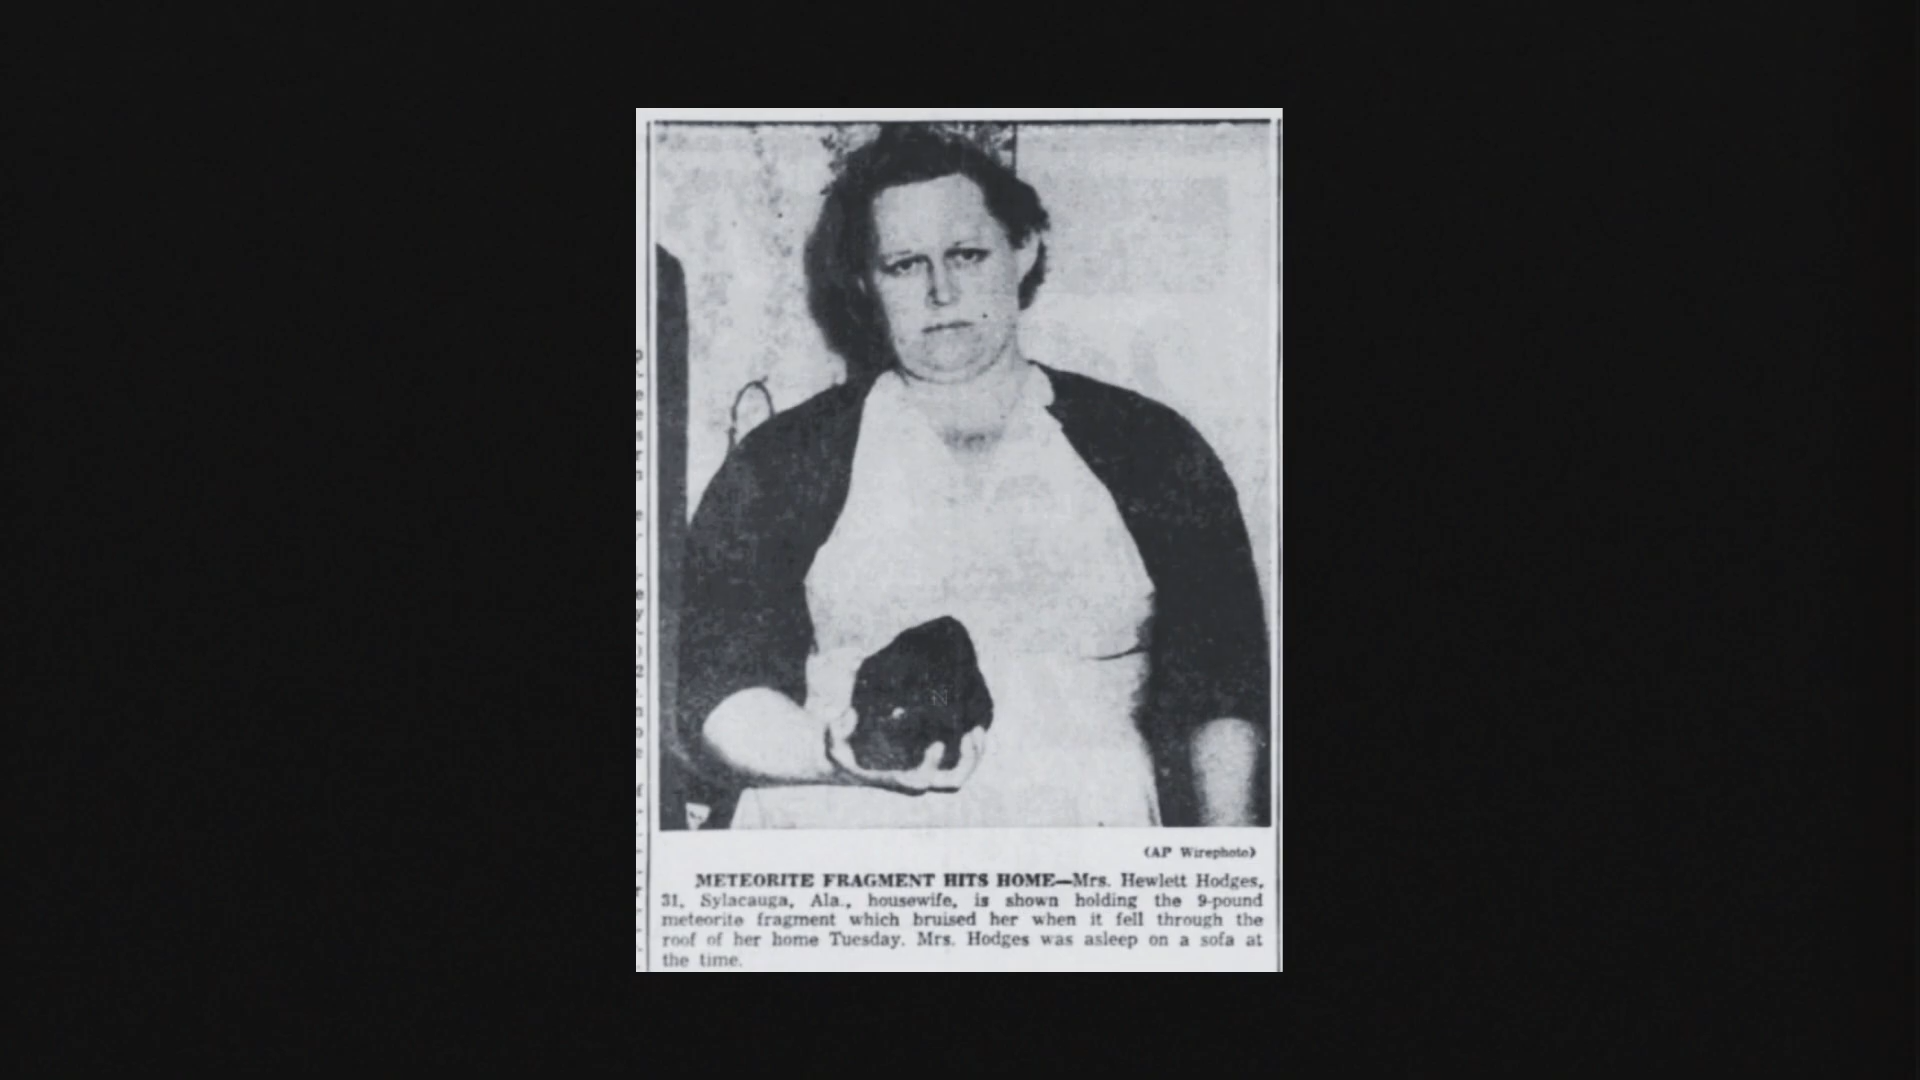 (AP Wirephoto)
METEORITE FRAGMENT HITS HOME—Mrs. Hewlett Hodges,
31, Sylacauga, Ala., housewife, is shown holding the 9-pound
meteorite fragment which bruised her when it fell through the
roof of her home Tuesday. Mrs. Hodges was asleep on a sofa at
the time.